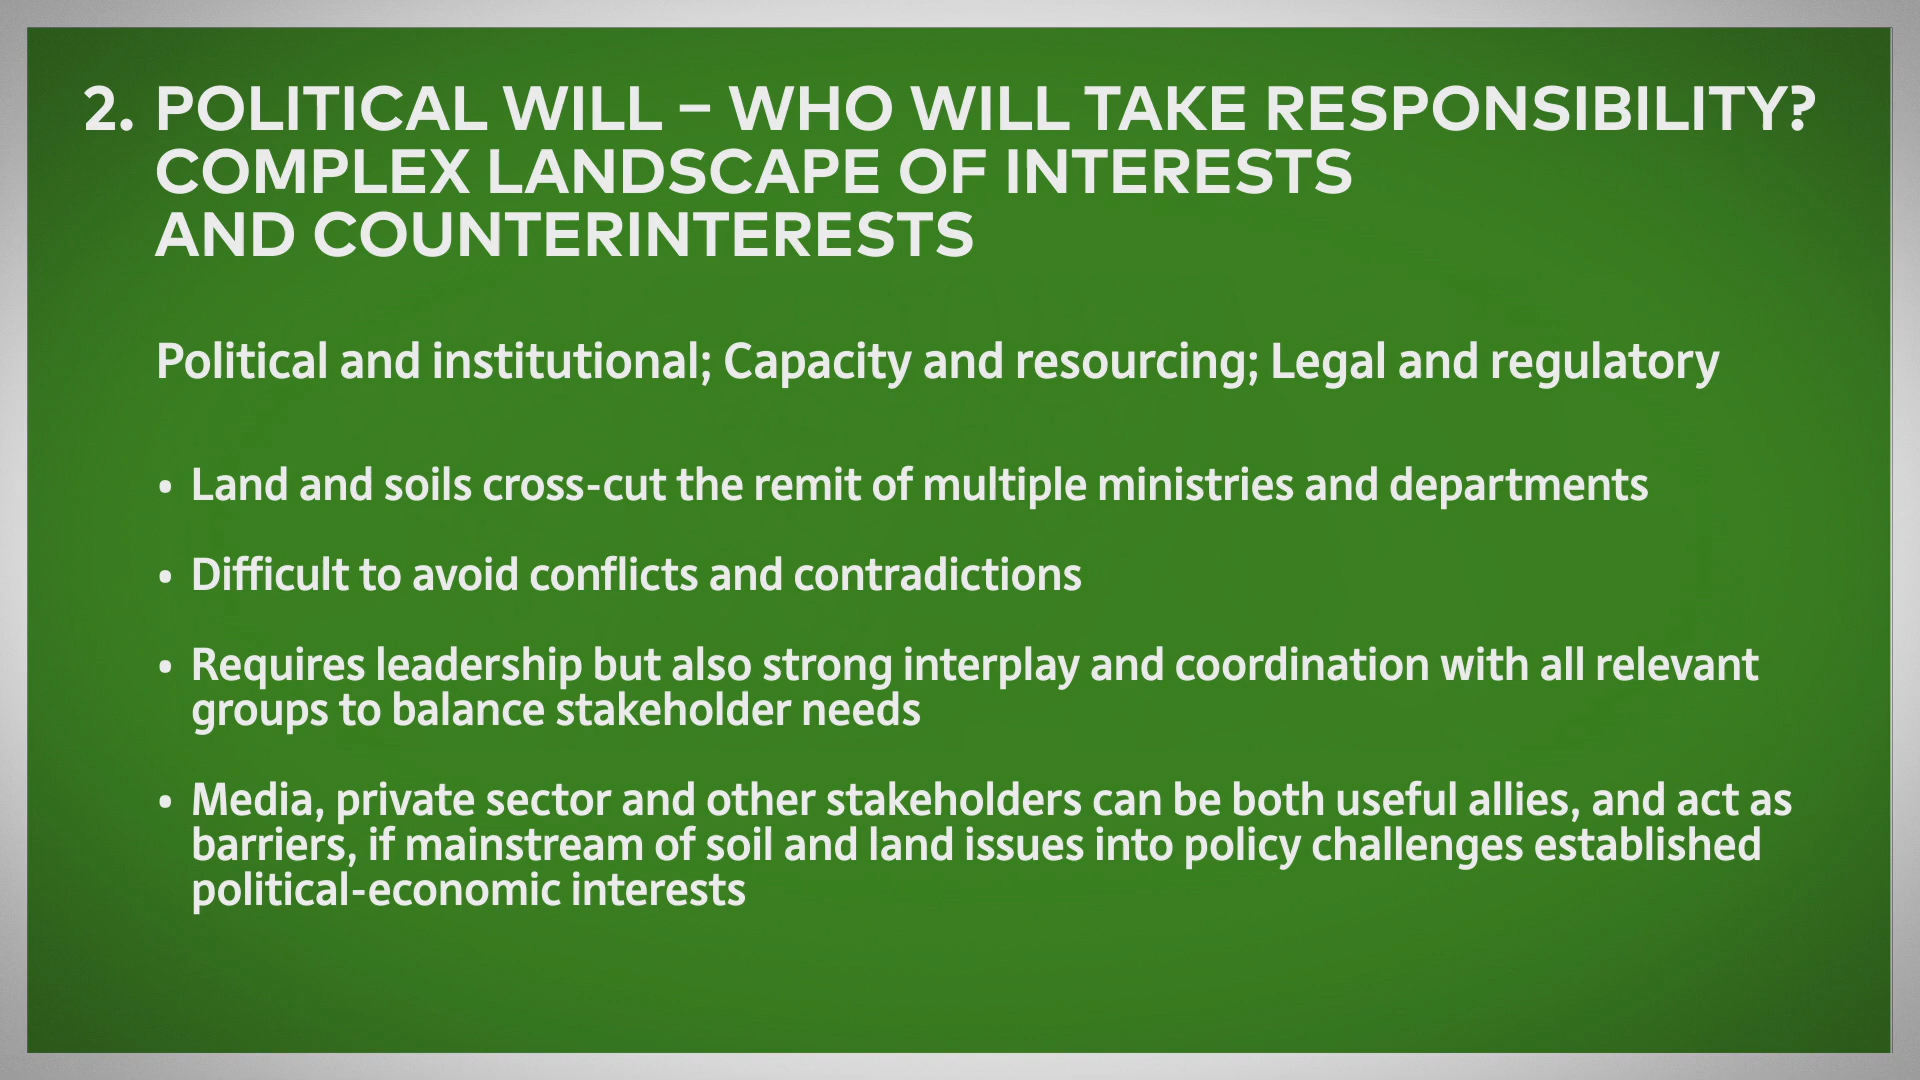 2. POLITICAL WILL – WHO WILL TAKE RESPONSIBILITY?
COMPLEX LANDSCAPE OF INTERESTS
AND COUNTERINTERESTS
Political and institutional; Capacity and resourcing; Legal and regulatory
• Land and soils cross-cut the remit of multiple ministries and departments
• Difficult to avoid conflicts and contradictions
• Requires leadership but also strong interplay and coordination with all relevant
groups to balance stakeholder needs
• Media, private sector and other stakeholders can be both useful allies, and act as
barriers, if mainstream of soil and land issues into policy challenges established
political-economic interests